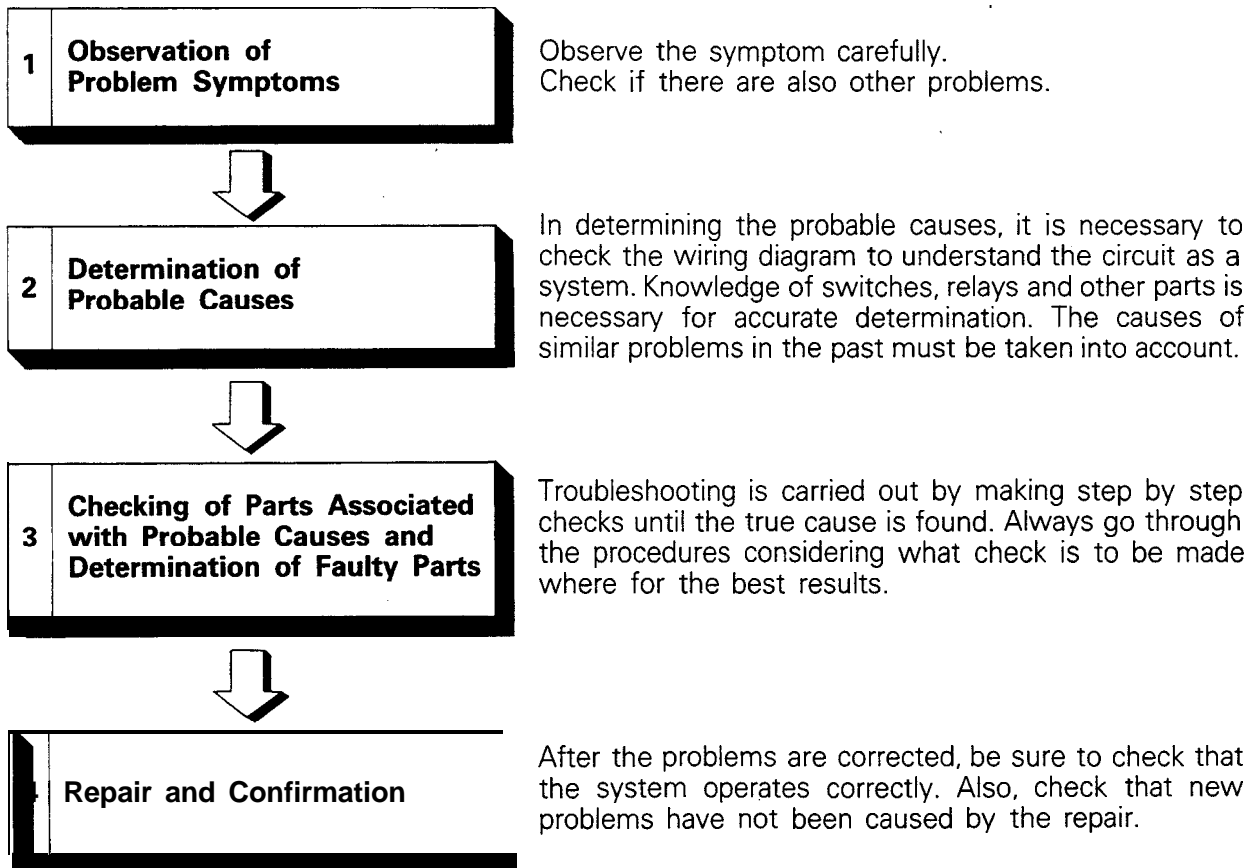 1
Observation of
Problem Symptoms
Observe the symptom carefully.
Check if there are also other problems.
2
Determination of
Probable Causes
In determining the probable causes, it is necessary to
check the wiring diagram to understand the circuit as a
system. Knowledge of switches, relays and other parts is
necessary for accurate determination. The causes of
similar problems in the past must be taken into account.
3
Checking of Parts Associated
with Probable Causes and
Determination of Faulty Parts
Troubleshooting is carried out by making step by step
checks until the true cause is found. Always go through
the procedures considering what check is to be made
where for the best results.
Repair and Confirmation
After the problems are corrected, be sure to check that
the system operates correctly. Also, check that new
problems have not been caused by the repair.